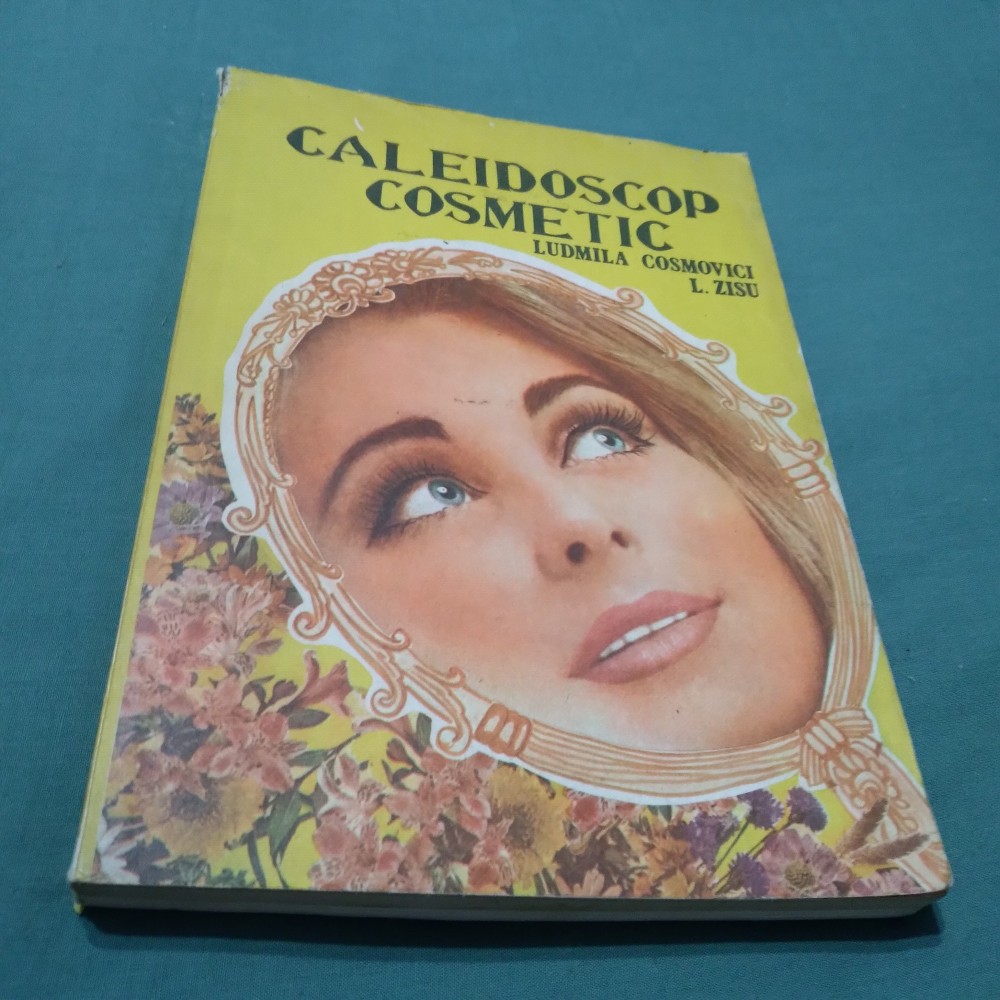 CALEIDOSCOP
COSMETIC
LUDMILA COSMOVICI
L. ZISU